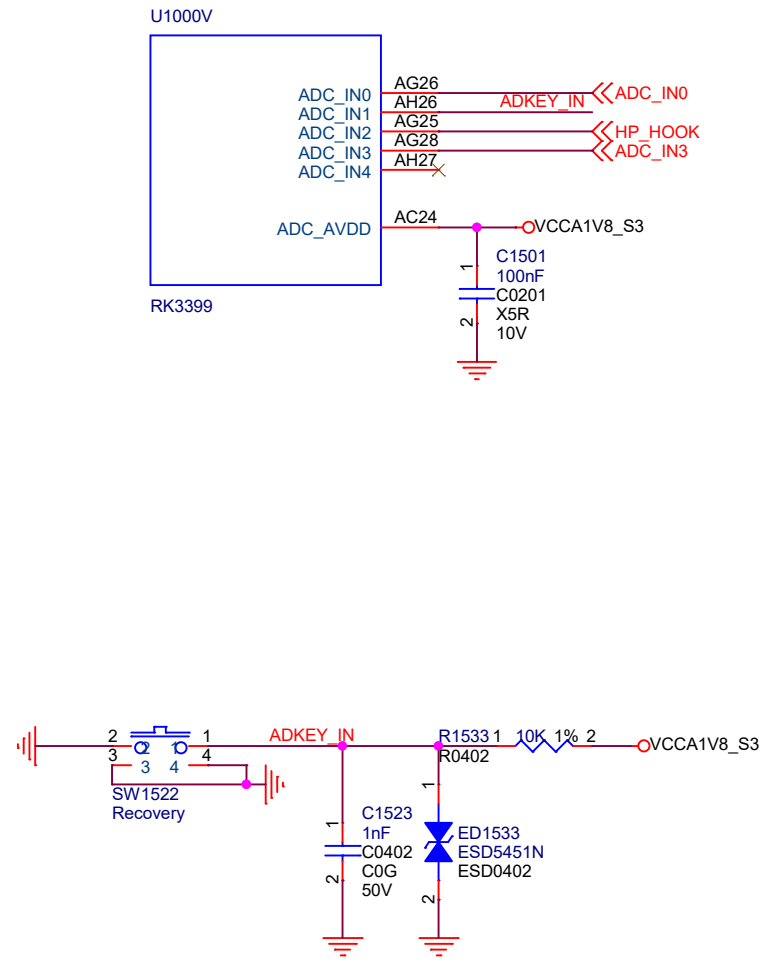 U1000V
ADC_IN0 AG26 ADC_IN0
ADC_IN1 AH26 ADKEY_IN
ADC_IN2 AG25 HP_HOOK
ADC_IN3 AG28 ADC_IN3
ADC_IN4 AH27
ADC_AVDD AC24 VCCA1V8_S3
RK3399
1
2
C1501
100nF
C0201
X5R
10V
2 1
2 1
3 4
3 4
SW1522
Recovery
ADKEY_IN
R1533 1 10K 1% 2 VCCA1V8_S3
R0402
1
2
C1523
1nF
C0402
C0G
50V
1
2
ED1533
ESD5451N
ESD0402